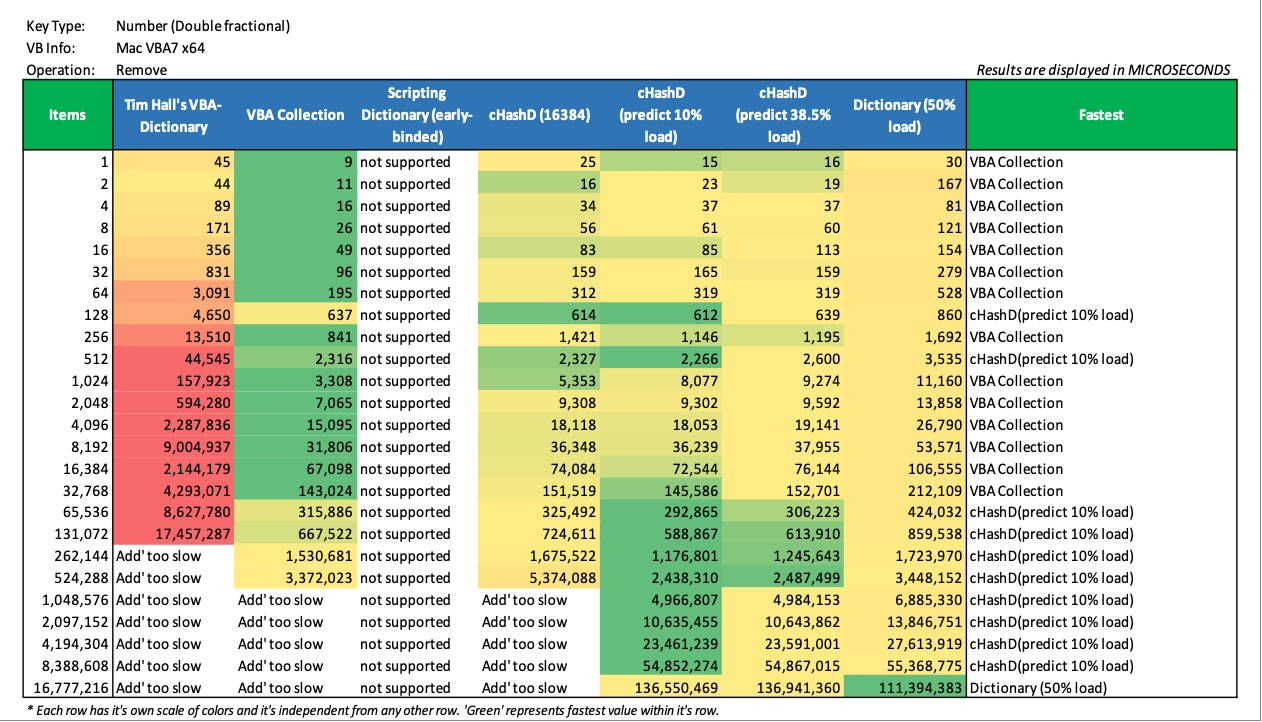 Key Type: Number (Double fractional)
VB Info: Mac VBA7 x64
Operation: Remove
Results are displayed in MICROSECONDS
Items Tim Hall's VBA-Dictionary VBA Collection Scripting Dictionary (early-binded) cHashD (16384) cHashD (predict 10% load) cHashD (predict 38.5% load) Dictionary (50% load) Fastest
1 45 9 not supported 25 15 16 30 VBA Collection
2 44 11 not supported 16 23 19 167 VBA Collection
4 89 16 not supported 34 37 37 81 VBA Collection
8 171 26 not supported 56 61 60 121 VBA Collection
16 356 49 not supported 83 85 113 154 VBA Collection
32 831 96 not supported 159 165 159 279 VBA Collection
64 3,091 195 not supported 312 319 319 528 VBA Collection
128 4,650 637 not supported 614 612 639 860 cHashD(predict 10% load)
256 13,510 841 not supported 1,421 1,146 1,195 1,692 VBA Collection
512 44,545 2,316 not supported 2,327 2,266 2,600 3,535 cHashD(predict 10% load)
1,024 157,923 3,308 not supported 5,353 8,077 9,274 11,160 VBA Collection
2,048 594,280 7,065 not supported 9,308 9,302 9,592 13,858 VBA Collection
4,096 2,287,836 15,095 not supported 18,118 18,053 19,141 26,790 VBA Collection
8,192 9,004,937 31,806 not supported 36,348 36,239 37,955 53,571 VBA Collection
16,384 2,144,179 67,098 not supported 74,084 72,544 76,144 106,555 VBA Collection
32,768 4,293,071 143,024 not supported 151,519 145,586 152,701 212,109 VBA Collection
65,536 8,627,780 315,886 not supported 325,492 292,865 306,223 424,032 cHashD(predict 10% load)
131,072 17,457,287 667,522 not supported 724,611 588,867 613,910 859,538 cHashD(predict 10% load)
262,144 Add' too slow 1,530,681 not supported 1,675,522 1,176,801 1,245,643 1,723,970 cHashD(predict 10% load)
524,288 Add' too slow 3,372,023 not supported 5,374,088 2,438,310 2,487,499 3,448,152 cHashD(predict 10% load)
1,048,576 Add' too slow Add' too slow not supported Add' too slow 4,966,807 4,984,153 6,885,330 cHashD(predict 10% load)
2,097,152 Add' too slow Add' too slow not supported Add' too slow 10,635,455 10,643,862 13,846,751 cHashD(predict 10% load)
4,194,304 Add' too slow Add' too slow not supported Add' too slow 23,461,239 23,591,001 27,613,919 cHashD(predict 10% load)
8,388,608 Add' too slow Add' too slow not supported Add' too slow 54,852,274 54,867,015 55,368,775 cHashD(predict 10% load)
16,777,216 Add' too slow Add' too slow not supported Add' too slow 136,550,469 136,941,360 111,394,383 Dictionary (50% load)
* Each row has it's own scale of colors and it's independent from any other row. 'Green' represents fastest value within it's row.